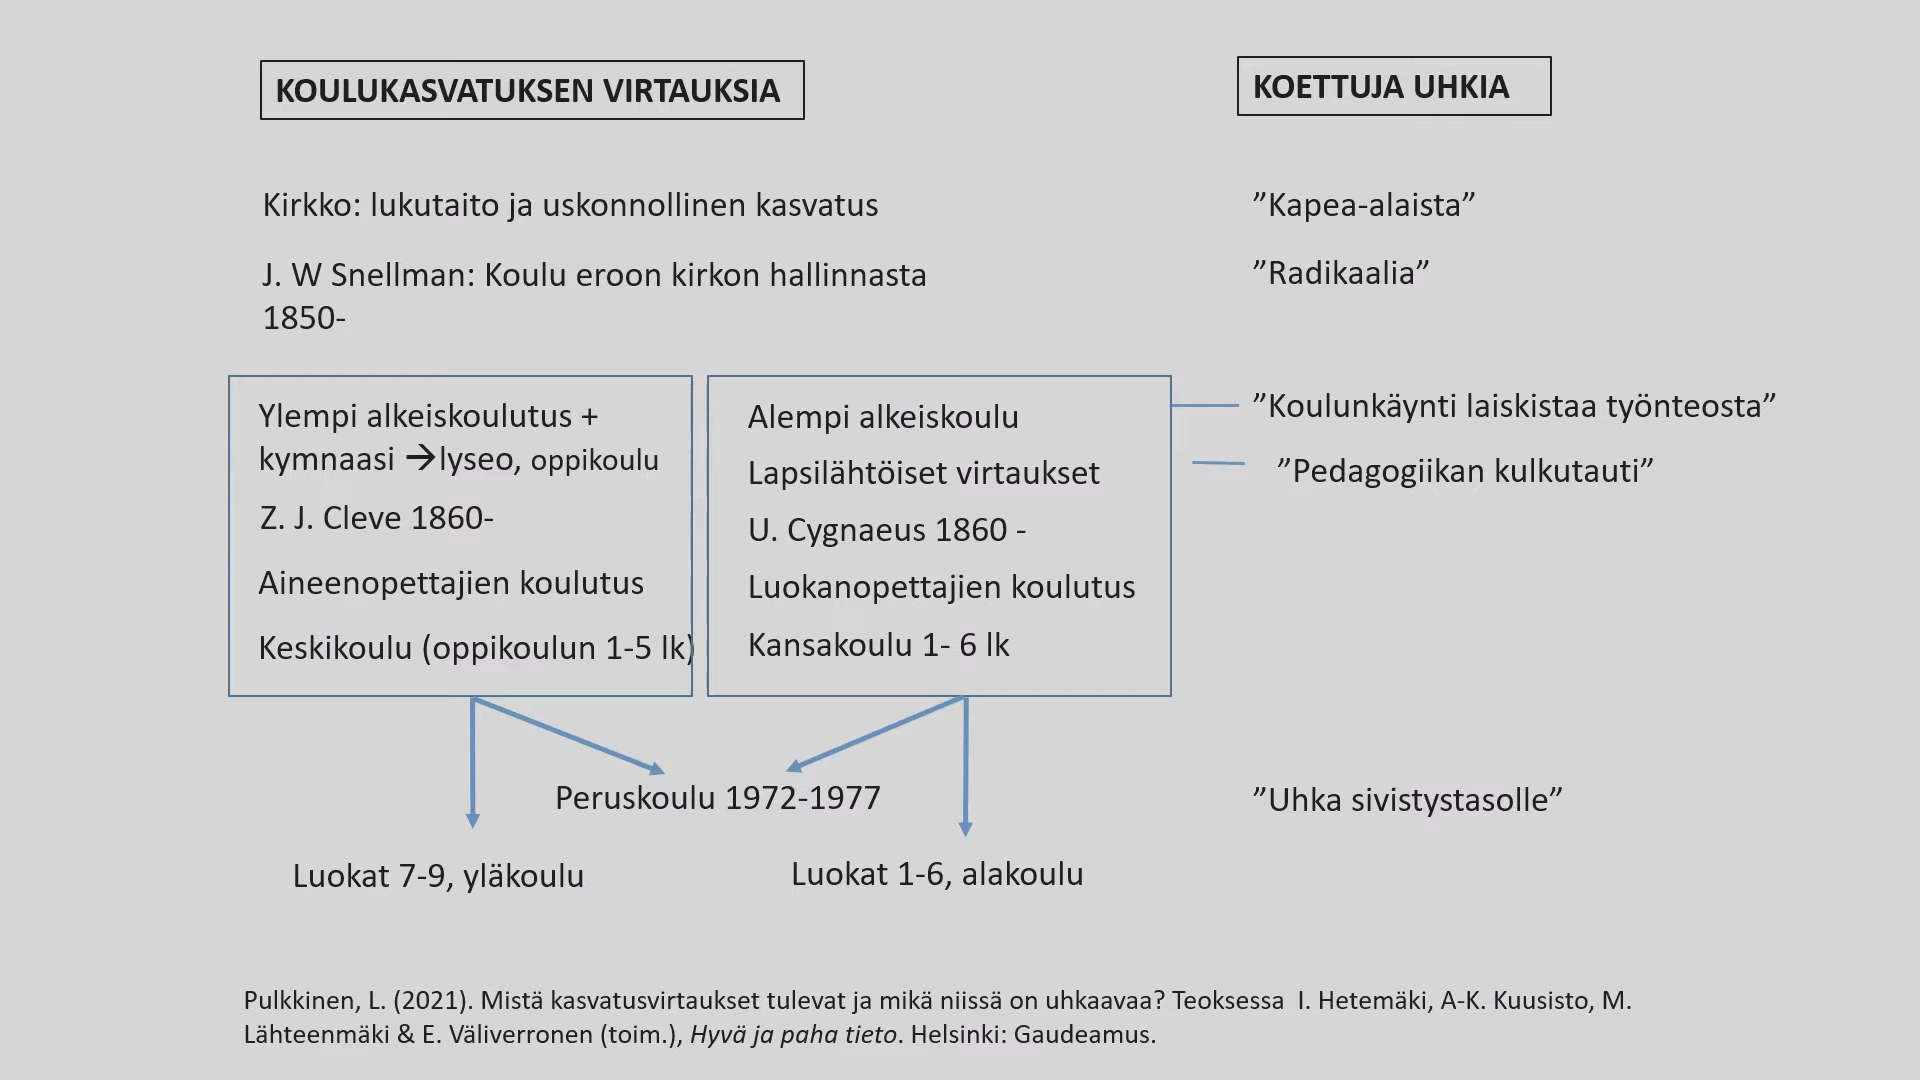 KOULUKASVATUKSEN VIRTAUKSIA
KOETTUJA UHKIA
Kirkko: lukutaito ja uskonnollinen kasvatus
”Kapea-alaista”
J. W Snellman: Koulu eroon kirkon hallinnasta
1850-
”Radikaalia”
Ylempi alkeiskoulutus +
kymnaasi →lyseo, oppikoulu
Z. J. Cleve 1860-
Aineenopettajien koulutus
Keskikoulu (oppikoulun 1-5 lk)
Alempi alkeiskoulu
Lapsilähtöiset virtaukset
U. Cygnaeus 1860 -
Luokanopettajien koulutus
Kansakoulu 1- 6 lk
”Koulunkäynti laiskistaa työnteosta”
”Pedagogiikan kulkutauti”
Peruskoulu 1972-1977
”Uhka sivistystasolle”
Luokat 7-9, yläkoulu
Luokat 1-6, alakoulu
Pulkkinen, L. (2021). Mistä kasvatusvirtaukset tulevat ja mikä niissä on uhkaavaa? Teoksessa  I. Hetemäki, A-K. Kuusisto, M.
Lähteenmäki & E. Väliverronen (toim.), Hyvä ja paha tieto. Helsinki: Gaudeamus.